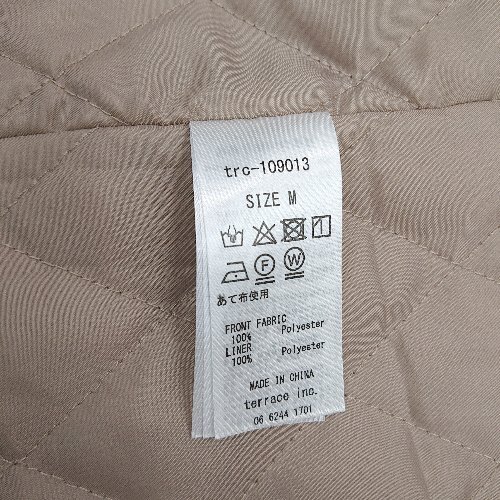 trc-109013
SIZE M
F W
あて布使用
FRONT FABRIC
100% Polyester
LINER
100% Polyester
MADE IN CHINA
terrace inc.
06 6244 1701